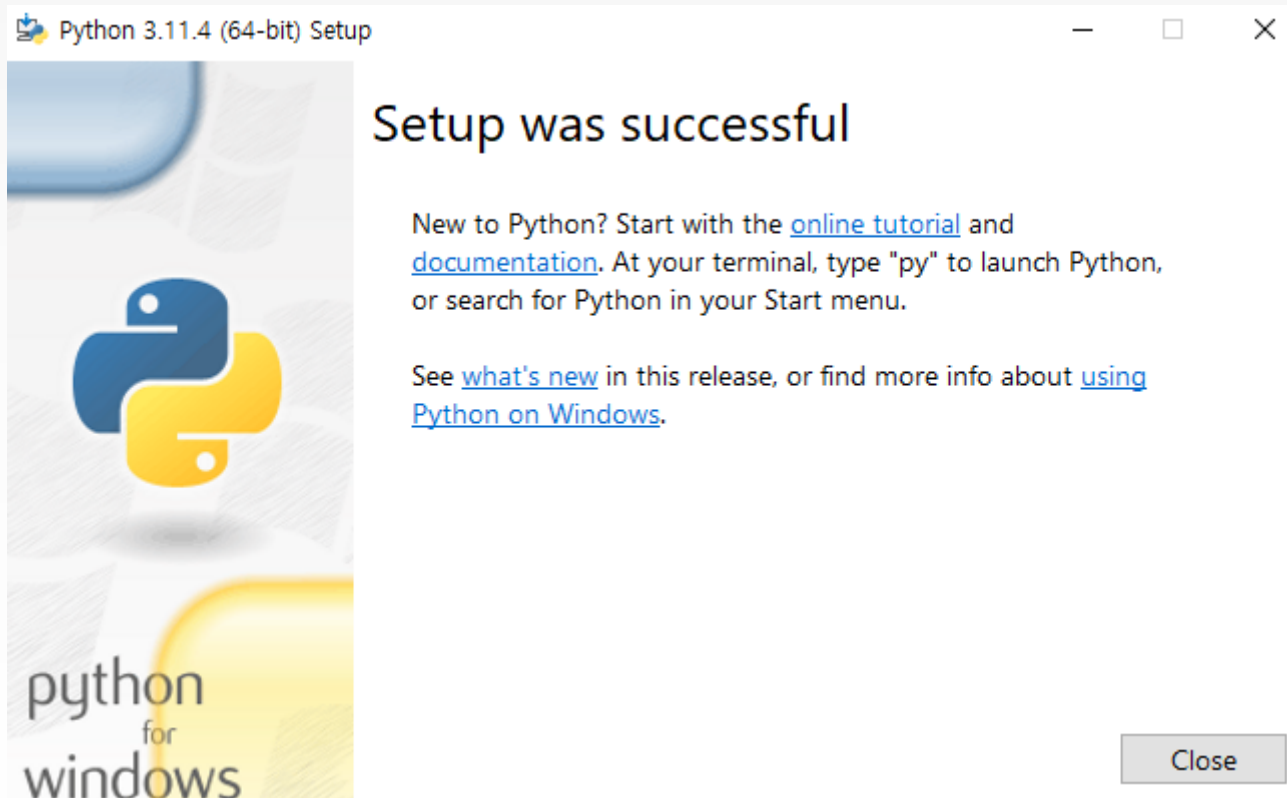 Python 3.11.4 (64-bit) Setup
Setup was successful
New to Python? Start with the online tutorial and
documentation. At your terminal, type "py" to launch Python,
or search for Python in your Start menu.
See what's new in this release, or find more info about using
Python on Windows.
python
for
windows
Close